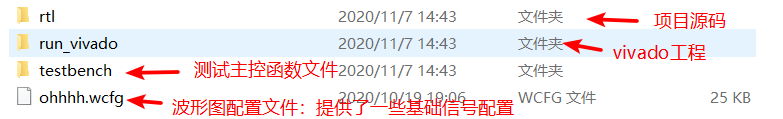 rtl 2020/11/7 14:43 文件夹 项目源码
run_vivado 2020/11/7 14:43 文件夹 vivado工程
testbench 测试主控函数文件 2020/11/7 14:43 文件夹
ohhhh.wcfg 2020/10/19 19:06 WCFG 文件 25 KB
波形图配置文件：提供了一些基础信号配置